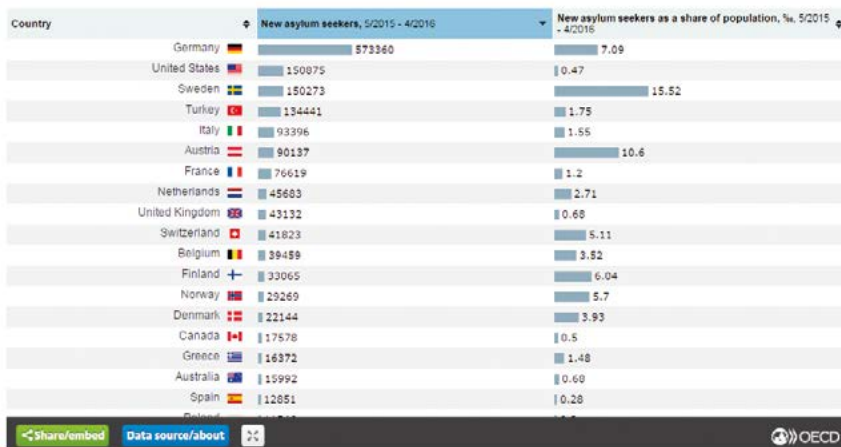 Country New asylum seekers, 5/2015 - 4/2016 New asylum seekers as a share of population, ‰, 5/2015
- 4/2016
Germany 573360 7.09
United States 150875 0.47
Sweden 150273 15.52
Turkey 134441 1.75
Italy 93396 1.55
Austria 90137 10.6
France 76619 1.2
Netherlands 45683 2.71
United Kingdom 43132 0.68
Switzerland 41823 5.11
Belgium 39459 3.52
Finland 33065 6.04
Norway 29269 5.7
Denmark 22144 3.93
Canada 17578 0.5
Greece 16372 1.48
Australia 15992 0.68
Spain 12851 0.28
Share/embed Data source/about OECD